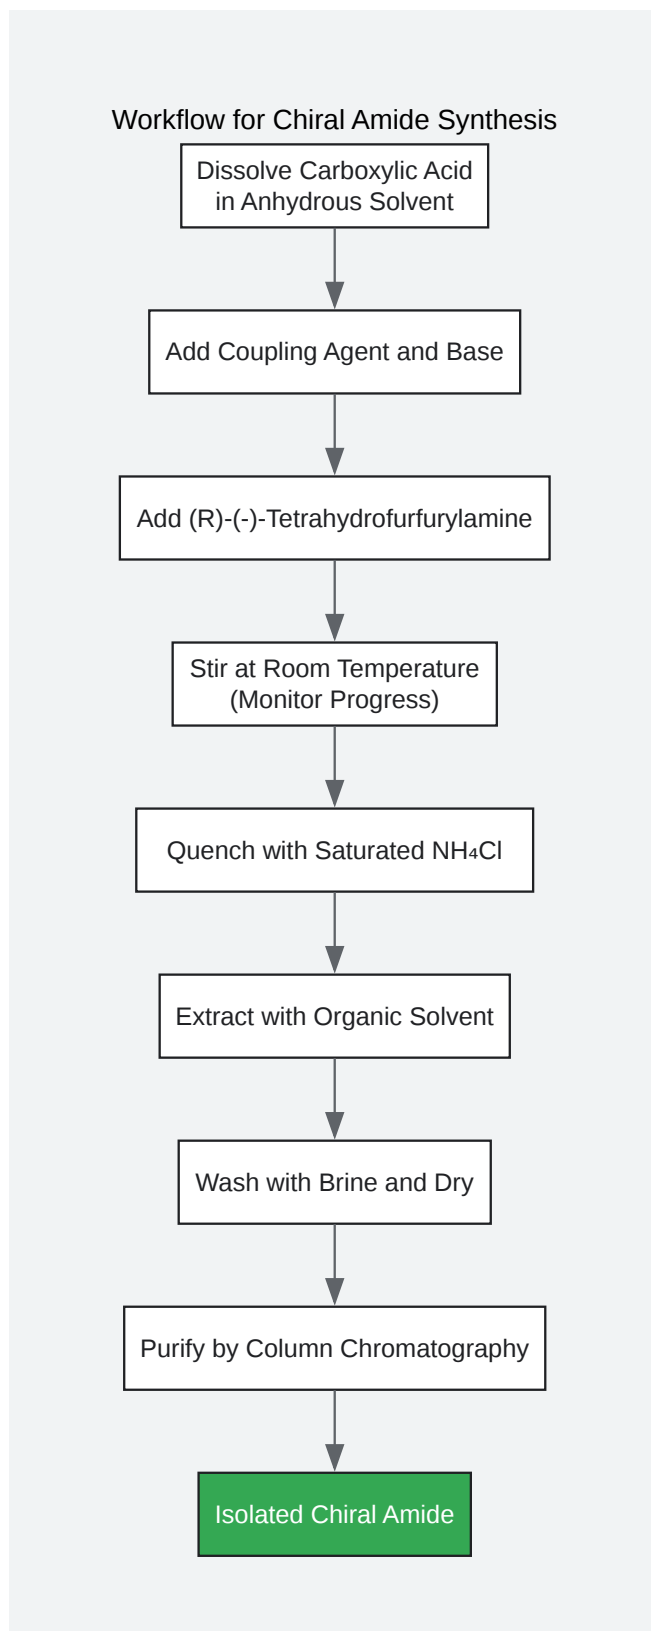 Workflow for Chiral Amide Synthesis
Dissolve Carboxylic Acid
in Anhydrous Solvent
Add Coupling Agent and Base
Add (R)-(-)-Tetrahydrofurfurylamine
Stir at Room Temperature
(Monitor Progress)
Quench with Saturated NH₄Cl
Extract with Organic Solvent
Wash with Brine and Dry
Purify by Column Chromatography
Isolated Chiral Amide